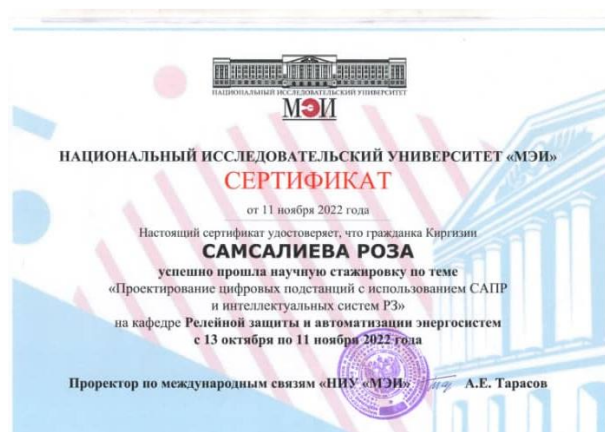 НАЦИОНАЛЬНЫЙ ИССЛЕДОВАТЕЛЬСКИЙ УНИВЕРСИТЕТ
МЭИ
НАЦИОНАЛЬНЫЙ ИССЛЕДОВАТЕЛЬСКИЙ УНИВЕРСИТЕТ «МЭИ»
СЕРТИФИКАТ
от 11 ноября 2022 года
Настоящий сертификат удостоверяет, что гражданка Киргизии
САМСАЛИЕВА РОЗА
успешно прошла научную стажировку по теме
«Проектирование цифровых подстанций с использованием САПР
и интеллектуальных систем РЗ»
на кафедре Релейной защиты и автоматизации энергосистем
с 13 октября по 11 ноября 2022 года
Проректор по международным связям «НИУ «МЭИ» А.Е. Тарасов